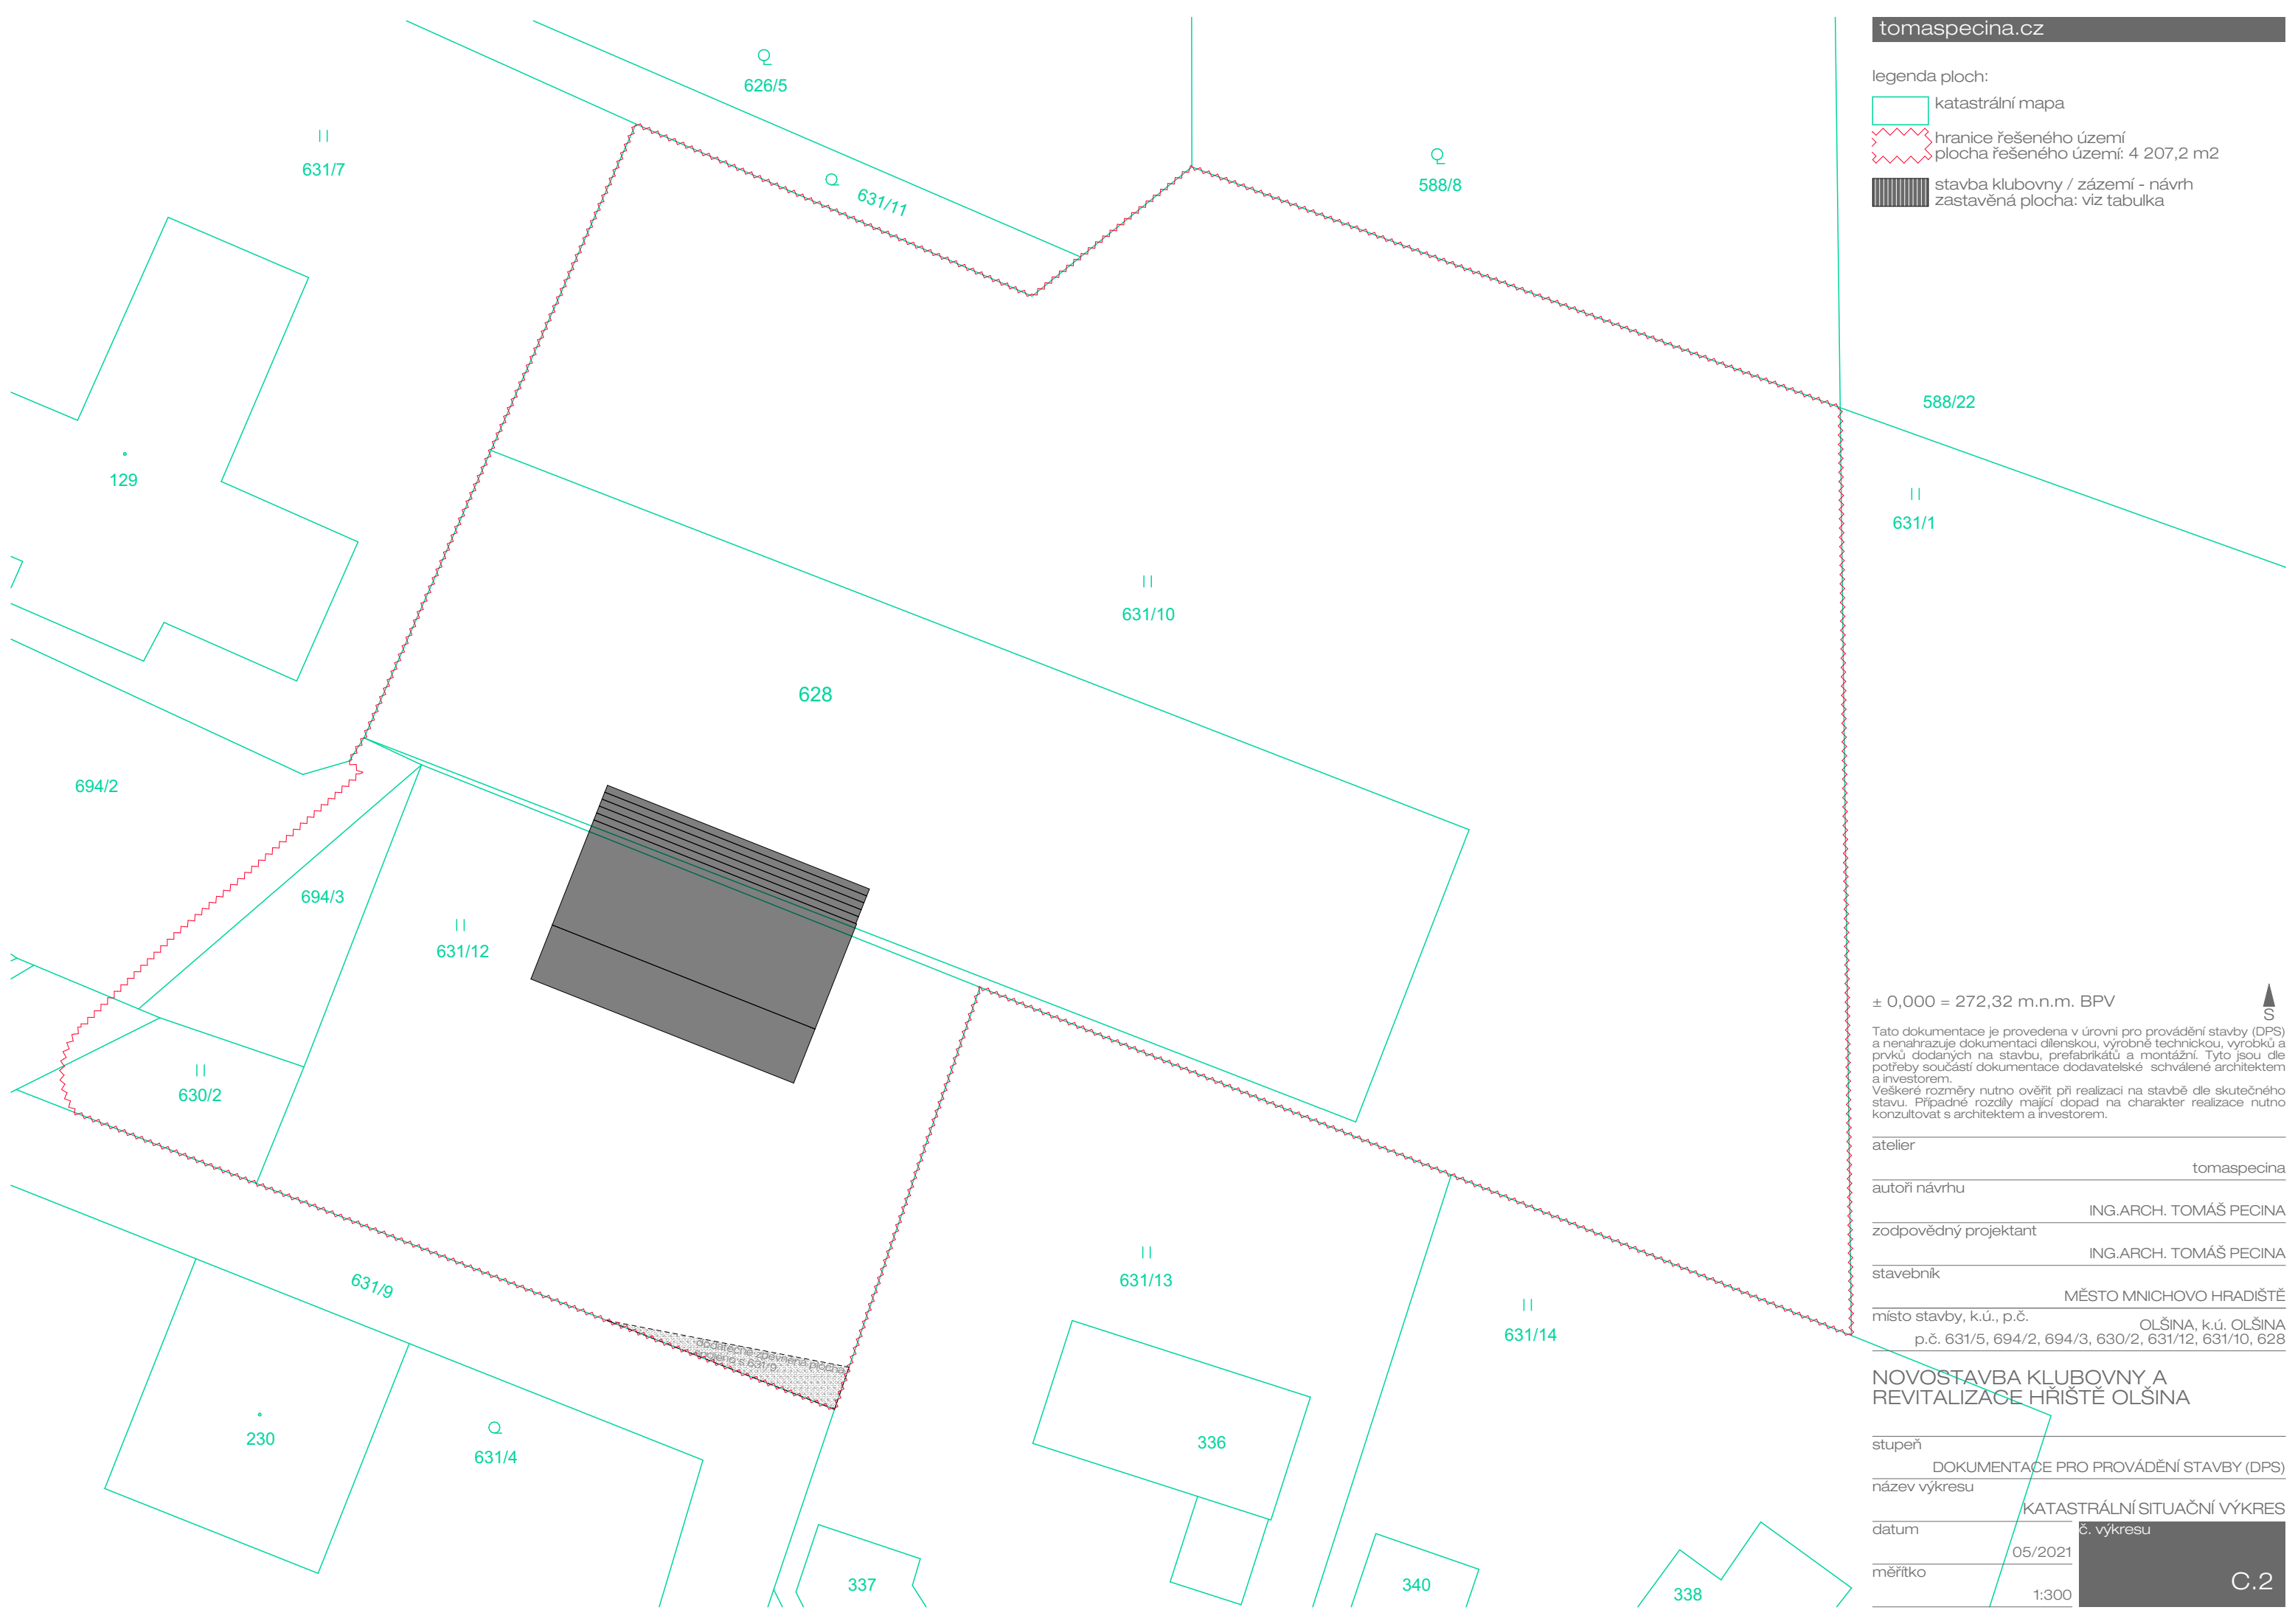 tomaspecina.cz
legenda ploch:
katastrální mapa
hranice řešeného území
plocha řešeného území: 4 207,2 m2
stavba klubovny / zázemí - návrh
zastavěná plocha: viz tabulka
626/5
631/7
631/11
588/8
588/22
129
631/1
631/10
628
694/2
694/3
631/12
630/2
631/9
631/13
631/14
dodatečně zpevněná plocha
230
631/4
336
337
340
338
± 0,000 = 272,32 m.n.m. BPV
S
Tato dokumentace je provedena v úrovni pro provádění stavby (DPS)
a nenahrazuje dokumentaci dílenskou, výrobně technickou, výrobků a
prvků dodaných na stavbu, prefabrikátů a montážní. Tyto jsou dle
potřeby součástí dokumentace dodavatelské schválené architektem
a investorem.
Veškeré rozměry nutno ověřit při realizaci na stavbě dle skutečného
stavu. Případné rozdíly mající dopad na charakter realizace nutno
konzultovat s architektem a investorem.
atelier
tomaspecina
autoři návrhu
ING.ARCH. TOMÁŠ PECINA
zodpovědný projektant
ING.ARCH. TOMÁŠ PECINA
stavebník
MĚSTO MNICHOVO HRADIŠTĚ
místo stavby, k.ú., p.č.
OLŠINA, k.ú. OLŠINA
p.č. 631/5, 694/2, 694/3, 630/2, 631/12, 631/10, 628
NOVOSTAVBA KLUBOVNY A
REVITALIZACE HŘIŠTĚ OLŠINA
stupeň
DOKUMENTACE PRO PROVÁDĚNÍ STAVBY (DPS)
název výkresu
KATASTRÁLNÍ SITUAČNÍ VÝKRES
datum
05/2021
měřítko
1:300
č. výkresu
C.2